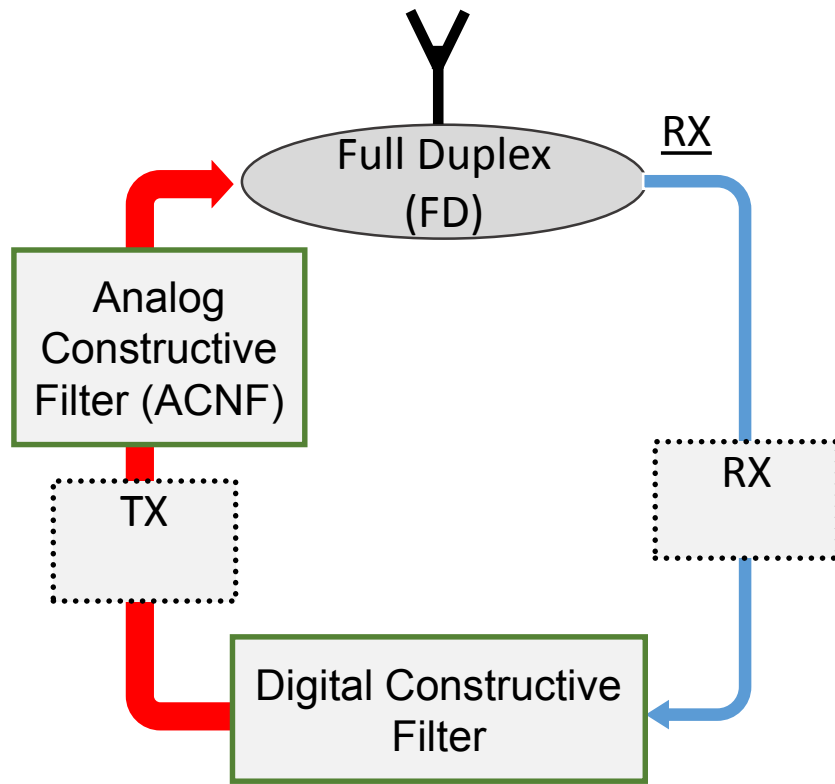 RX
Full Duplex
(FD)
Analog
Constructive
Filter (ACNF)
RX
TX
Digital Constructive
Filter